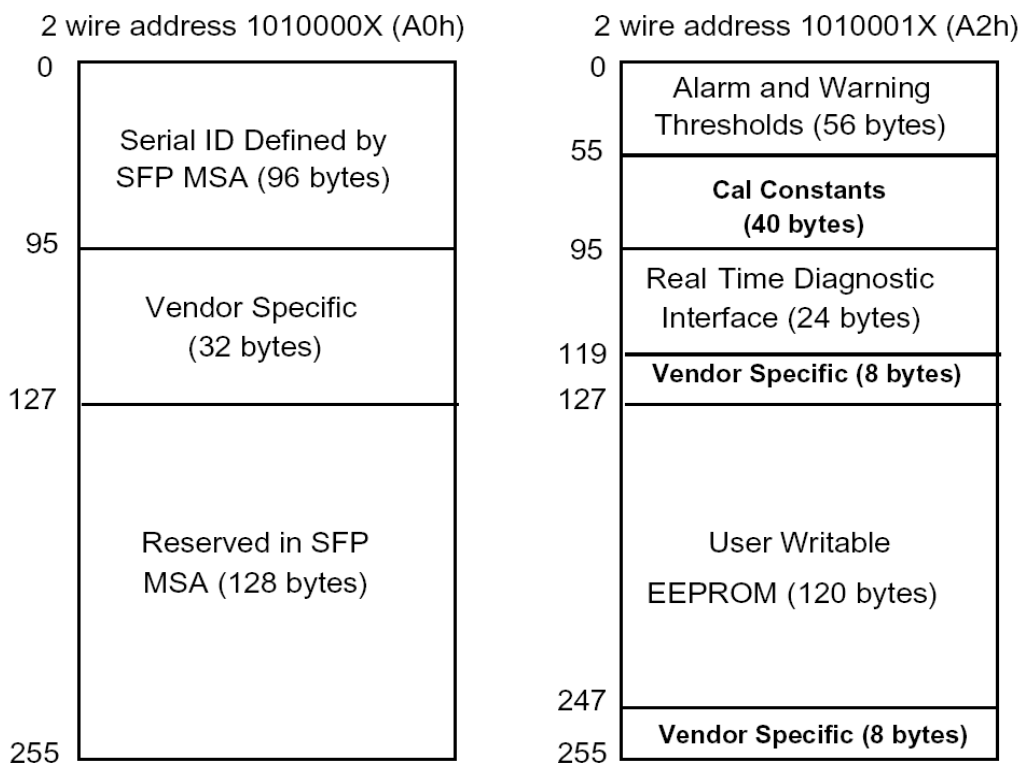 2 wire address 1010000X (A0h)
0
Serial ID Defined by
SFP MSA (96 bytes)
95
Vendor Specific
(32 bytes)
127
Reserved in SFP
MSA (128 bytes)
255
2 wire address 1010001X (A2h)
0
Alarm and Warning
Thresholds (56 bytes)
55
Cal Constants
(40 bytes)
95
Real Time Diagnostic
Interface (24 bytes)
119
Vendor Specific (8 bytes)
127
User Writable
EEPROM (120 bytes)
247
Vendor Specific (8 bytes)
255